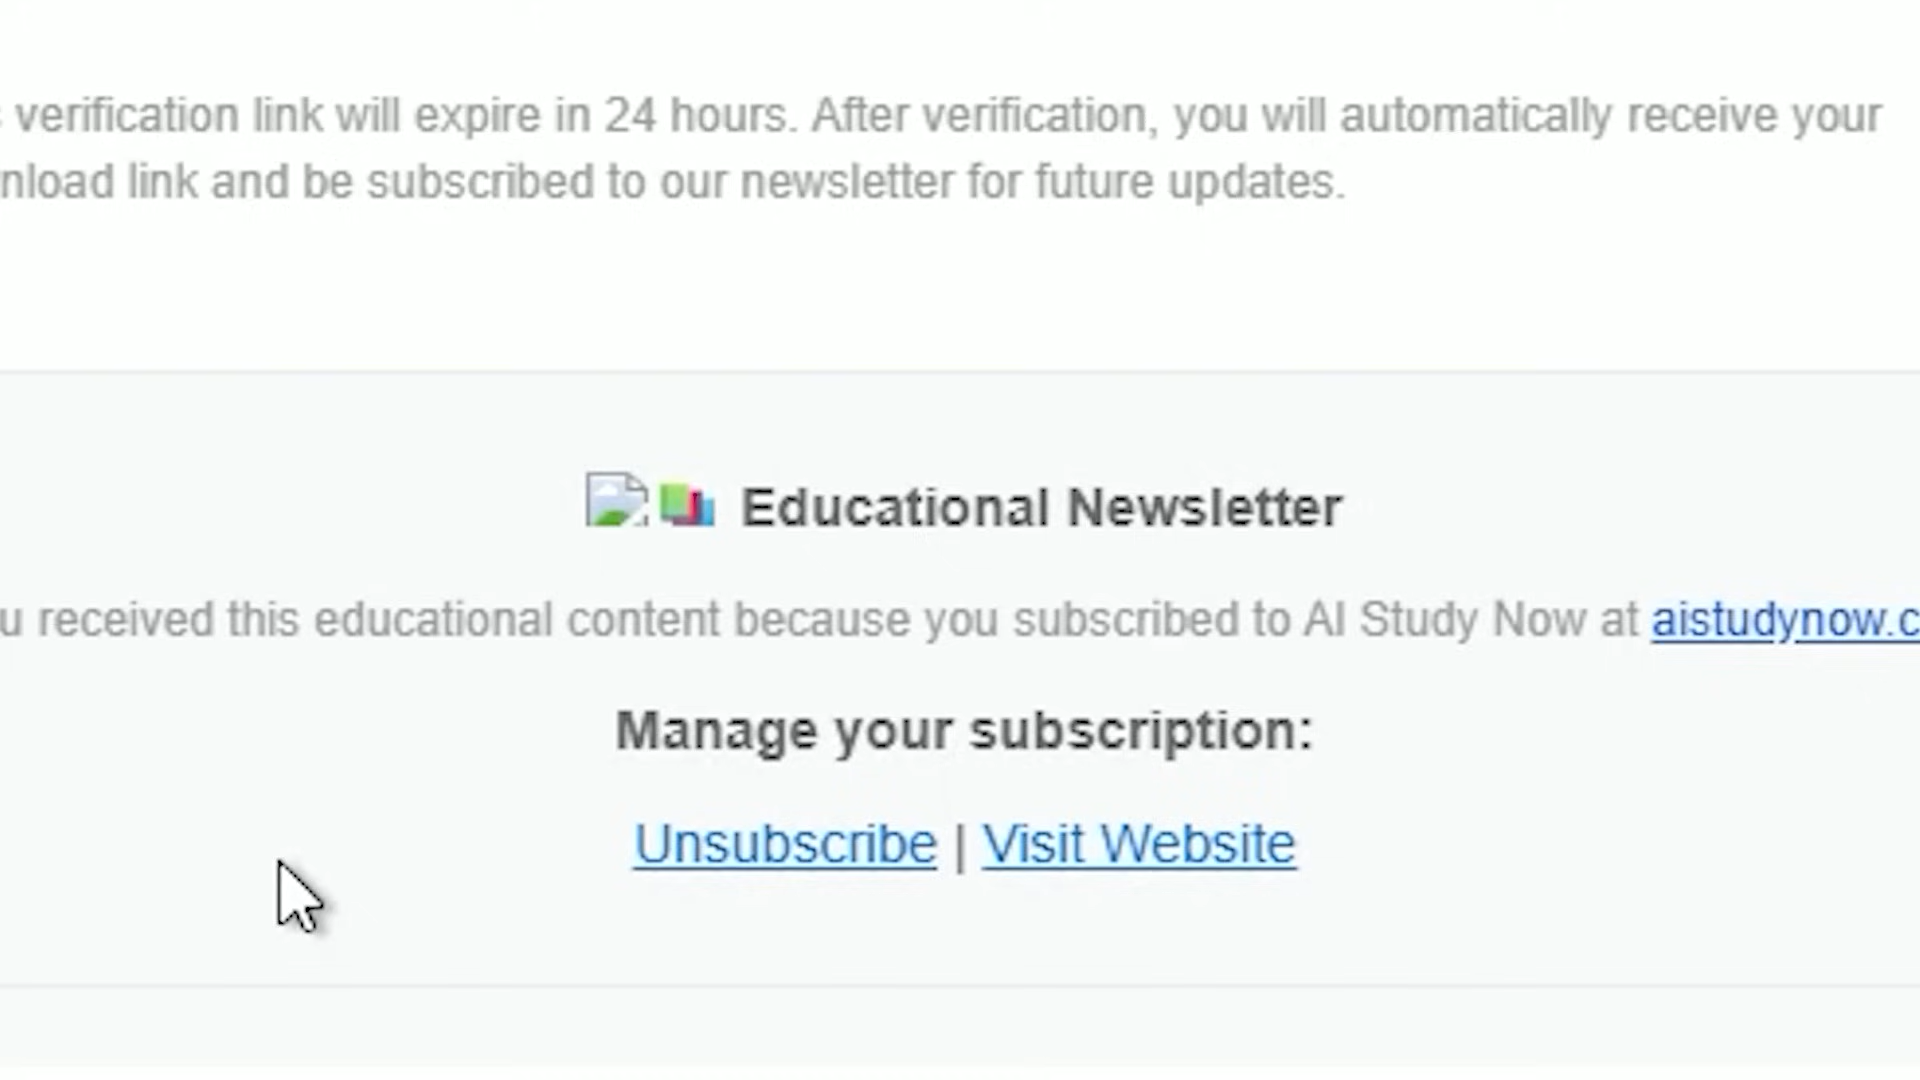 verification link will expire in 24 hours. After verification, you will automatically receive your
nload link and be subscribed to our newsletter for future updates.
Educational Newsletter
u received this educational content because you subscribed to AI Study Now at aistudynow.c
Manage your subscription:
Unsubscribe | Visit Website